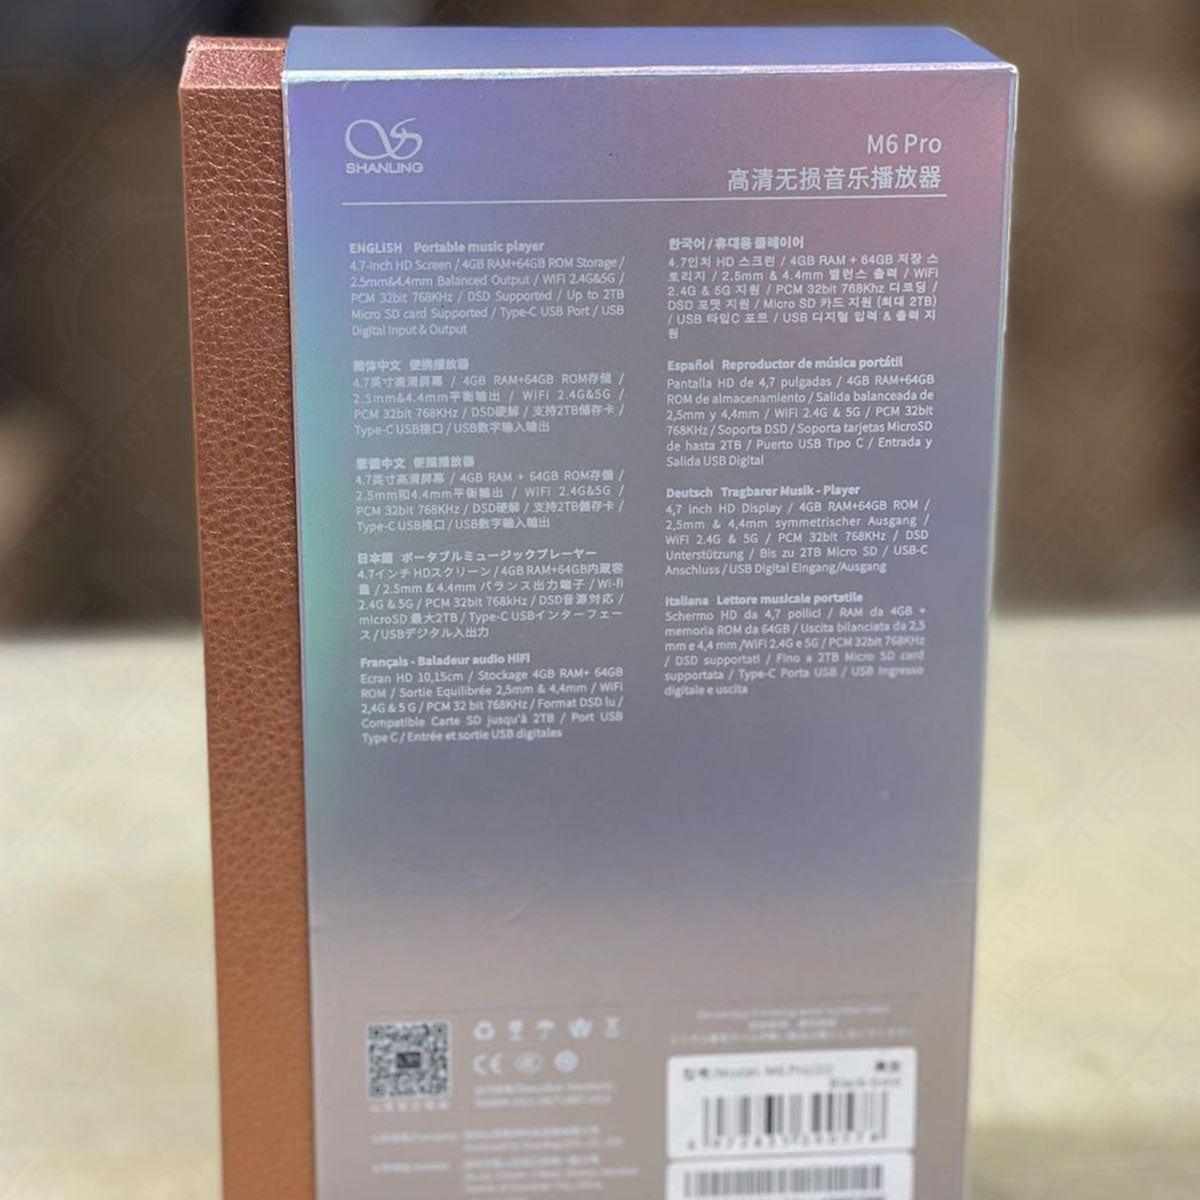 SHANLING
M6 Pro
高清无损音乐播放器
ENGLISH Portable music player
4.7-inch HD Screen / 4GB RAM+64GB ROM Storage /
2.5mm&4.4mm Balanced Output / WiFi 2.4G&5G /
PCM 32bit 768KHz / DSD Supported / Up to 2TB
Micro SD card Supported / Type-C USB Port / USB
Digital Input & Output
简体中文 便携播放器
4.7英寸高清屏幕 / 4GB RAM+64GB ROM存储 /
2.5mm&4.4mm平衡输出 / WIFI 2.4G&5G /
PCM 32bit 768KHz / DSD硬解 / 支持2TB储存卡 /
Type-C USB接口 / USB数字输入输出
繁體中文 便攜播放器
4.7英寸高清屏幕 / 4GB RAM + 64GB ROM存儲 /
2.5mm和4.4mm平衡輸出 / WiFi 2.4G&5G /
PCM 32bit 768KHz / DSD硬解 / 支持2TB儲存卡 /
Type-C USB接口 / USB數字輸入輸出
日本語 ポータブルミュージックプレーヤー
4.7インチ HDスクリーン / 4GB RAM+64GB内蔵容
量 / 2.5mm & 4.4mm バランス出力端子 / Wi-fi
2.4G & 5G / PCM 32bit 768kHz / DSD音源対応 /
microSD 最大2TB / Type-C USBインターフェー
ス / USBデジタル入出力
Français - Baladeur audio HiFi
Ecran HD 10,15cm / Stockage 4GB RAM+ 64GB
ROM / Sortie Equilibrée 2,5mm & 4,4mm / WiFi
2,4G & 5 G / PCM 32 bit 768KHz / Format DSD lu /
Compatible Carte SD jusqu'à 2TB / Port USB
Type C / Entrée et sortie USB digitales
한국어 / 휴대용 플레이어
4.7인치 HD 스크린 / 4GB RAM + 64GB 저장 스
토리지 / 2.5mm & 4.4mm 밸런스 출력 / WiFi
2.4G & 5G 지원 / PCM 32bit 768Khz 디코딩 /
DSD 포맷 지원 / Micro SD 카드 지원 (최대 2TB)
/ USB 타입C 포트 / USB 디지털 입력 & 출력 지
원
Español Reproductor de música portátil
Pantalla HD de 4,7 pulgadas / 4GB RAM+64GB
ROM de almacenamiento / Salida balanceada de
2,5mm y 4,4mm / WiFi 2.4G & 5G / PCM 32bit
768KHz / Soporta DSD / Soporta tarjetas MicroSD
de hasta 2TB / Puerto USB Tipo C / Entrada y
Salida USB Digital
Deutsch Tragbarer Musik - Player
4,7 inch HD Display / 4GB RAM+64GB ROM /
2,5mm & 4,4mm symmetrischer Ausgang /
WiFi 2.4G & 5G / PCM 32bit 768KHz / DSD
Unterstützung / Bis zu 2TB Micro SD / USB-C
Anschluss / USB Digital Eingang/Ausgang
Italiana Lettore musicale portatile
Schermo HD da 4,7 pollici / RAM da 4GB +
memoria ROM da 64GB / Uscita bilanciata da 2,5
mm e 4,4 mm /WiFi 2.4G e 5G / PCM 32bit 768KHz
/ DSD supportati / Fino a 2TB Micro SD card
supportata / Type-C Porta USB / USB Ingresso
digitale e uscita
CE
型号/Model: M6 Pro
Black Gold